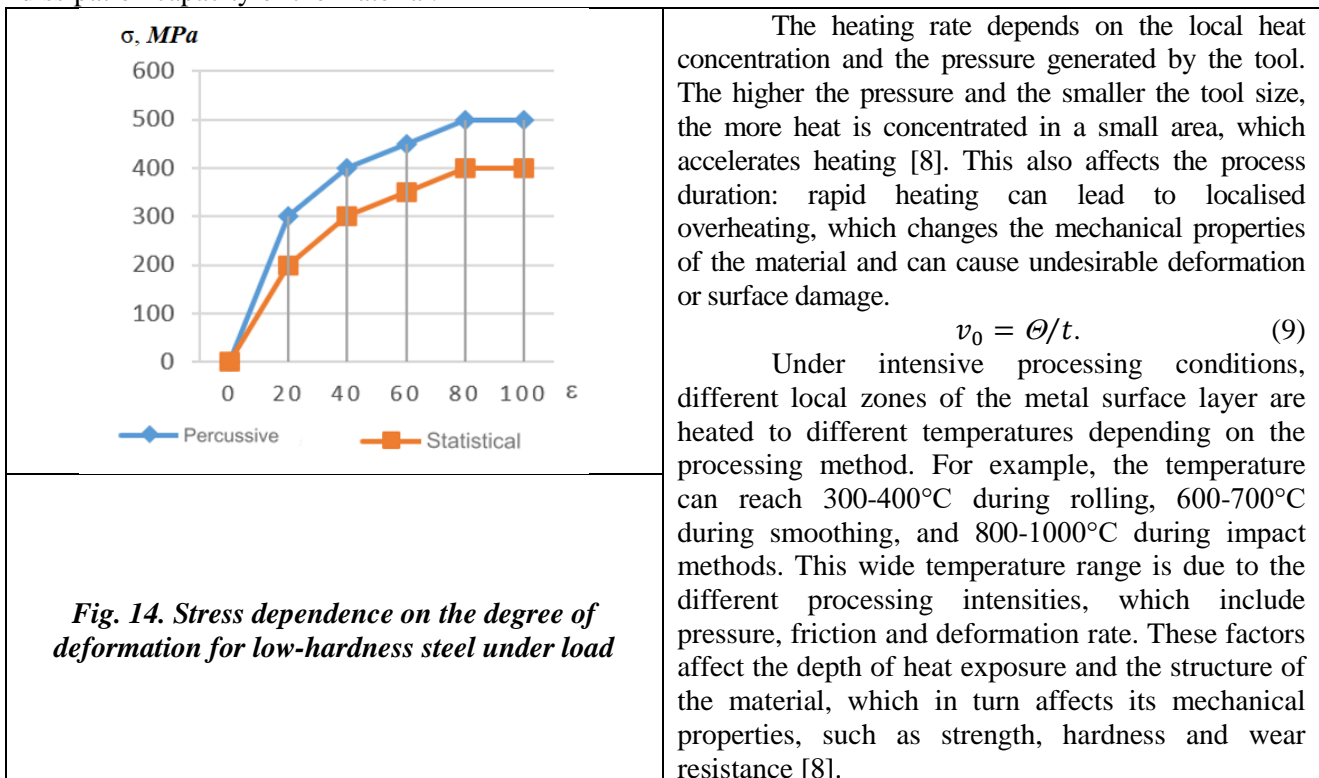 σ, MPa
600
500
400
300
200
100
0
0 20 40 60 80 100 ε
Percussive Statistical
Fig. 14. Stress dependence on the degree of
deformation for low-hardness steel under load
The heating rate depends on the local heat
concentration and the pressure generated by the tool.
The higher the pressure and the smaller the tool size,
the more heat is concentrated in a small area, which
accelerates heating [8]. This also affects the process
duration: rapid heating can lead to localised
overheating, which changes the mechanical properties
of the material and can cause undesirable deformation
or surface damage.
v₀ = Θ/t. (9)
Under intensive processing conditions,
different local zones of the metal surface layer are
heated to different temperatures depending on the
processing method. For example, the temperature
can reach 300-400°C during rolling, 600-700°C
during smoothing, and 800-1000°C during impact
methods. This wide temperature range is due to the
different processing intensities, which include
pressure, friction and deformation rate. These factors
affect the depth of heat exposure and the structure of
the material, which in turn affects its mechanical
properties, such as strength, hardness and wear
resistance [8].